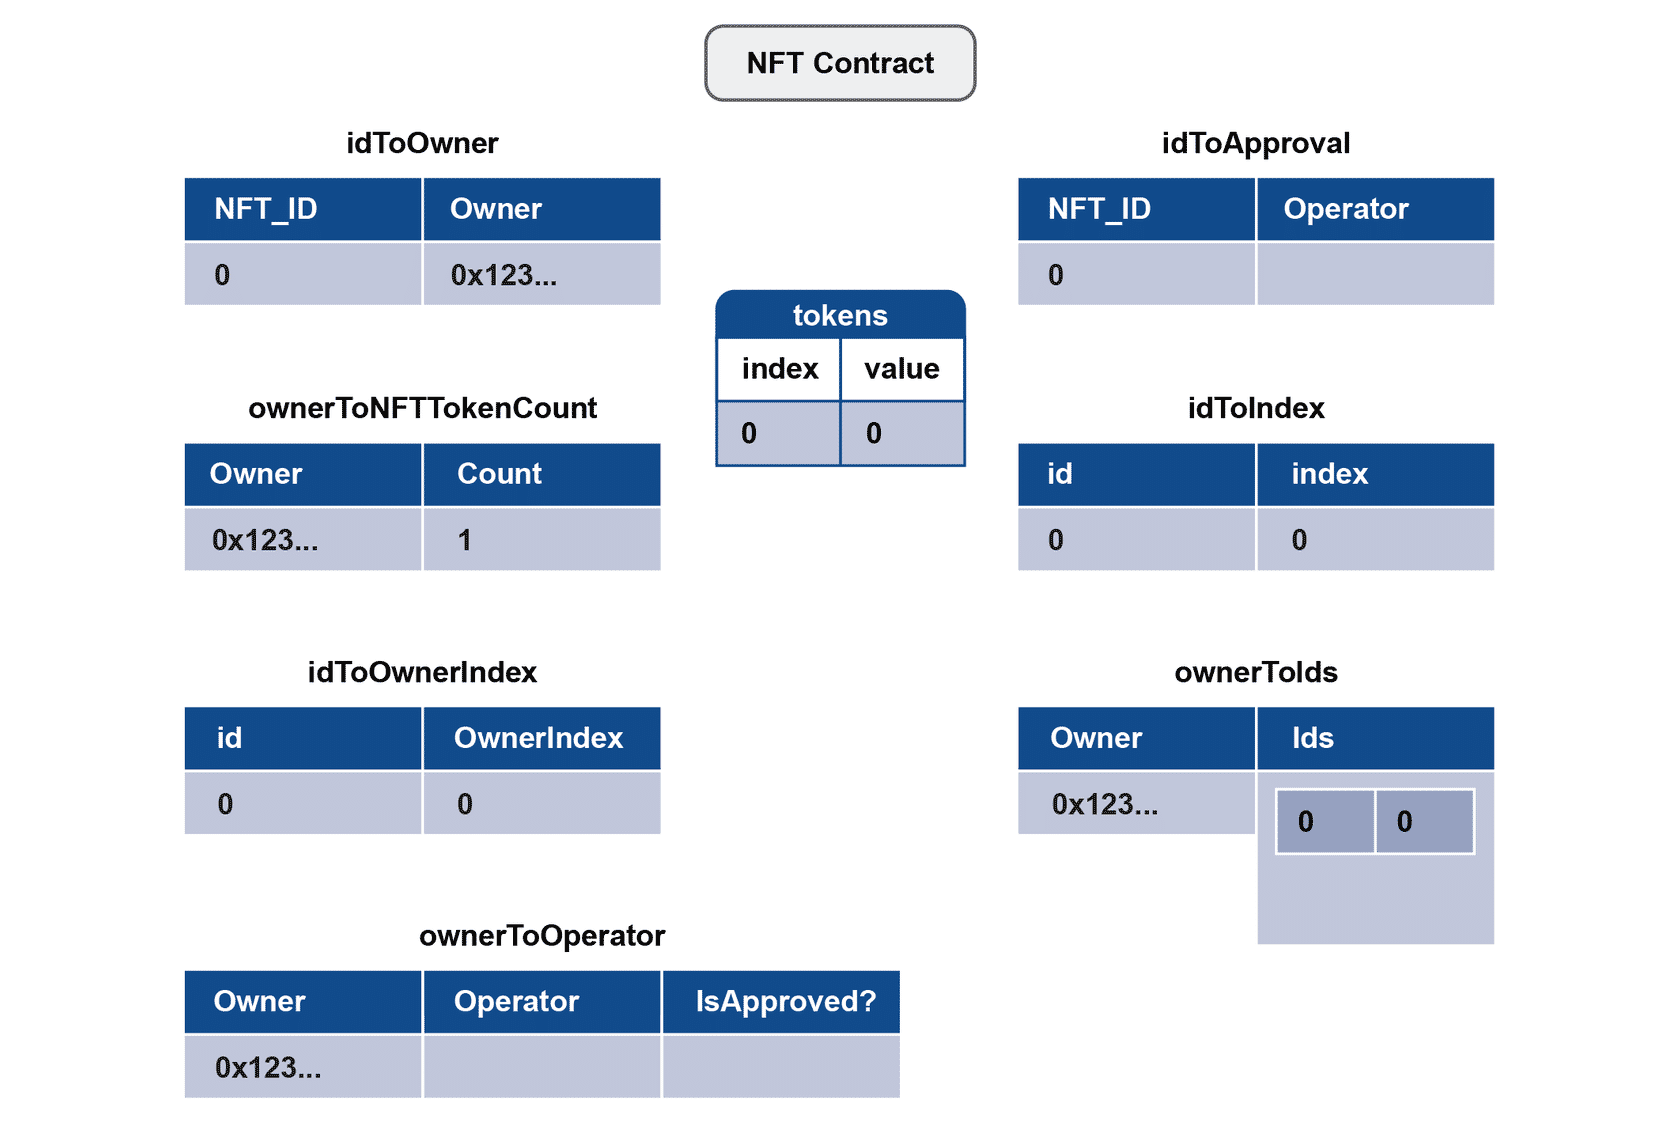 NFT Contract
idToOwner
NFT_ID Owner
0 0x123...
idToApproval
NFT_ID Operator
0
tokens
index value
0 0
ownerToNFTTokenCount
Owner Count
0x123... 1
idToIndex
id index
0 0
idToOwnerIndex
id OwnerIndex
0 0
ownerToIds
Owner Ids
0x123... 0 0
ownerToOperator
Owner Operator IsApproved?
0x123...